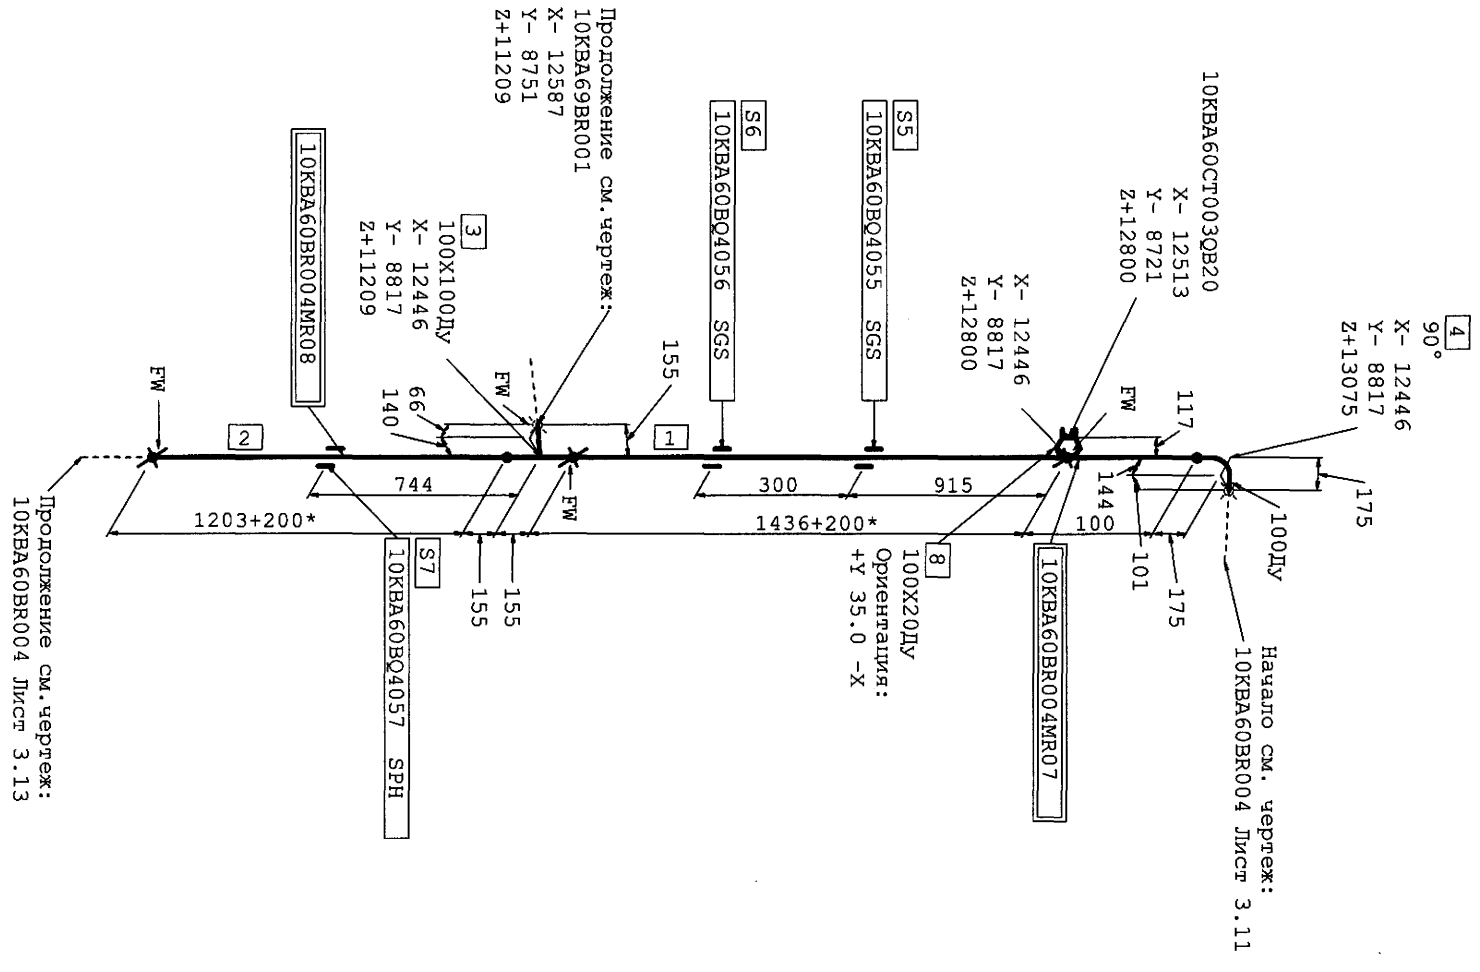 4
90°
X- 12446
Y- 8817
Z+13075
175
100Ду
Начало см. чертеж:
10KBA60BR004 Лист 3.11
10KBA60CT003QB20
X- 12513
Y- 8721
Z+12800
117
FW
144
101
175
100
X- 12446
Y- 8817
Z+12800
10KBA60BR004MR07
8
100X20Ду
Ориентация:
+Y 35.0 -X
S5
10KBA60BQ4055 SGS
915
1436+200*
S6
10KBA60BQ4056 SGS
300
1
155
Продолжение см.чертеж:
10KBA69BR001
X- 12587
Y- 8751
Z+11209
FW
FW
3
100X100Ду
X- 12446
Y- 8817
Z+11209
66
140
155
155
744
S7
10KBA60BQ4057 SPH
10KBA60BR004MR08
2
1203+200*
FW
Продолжение см.чертеж:
10KBA60BR004 Лист 3.13